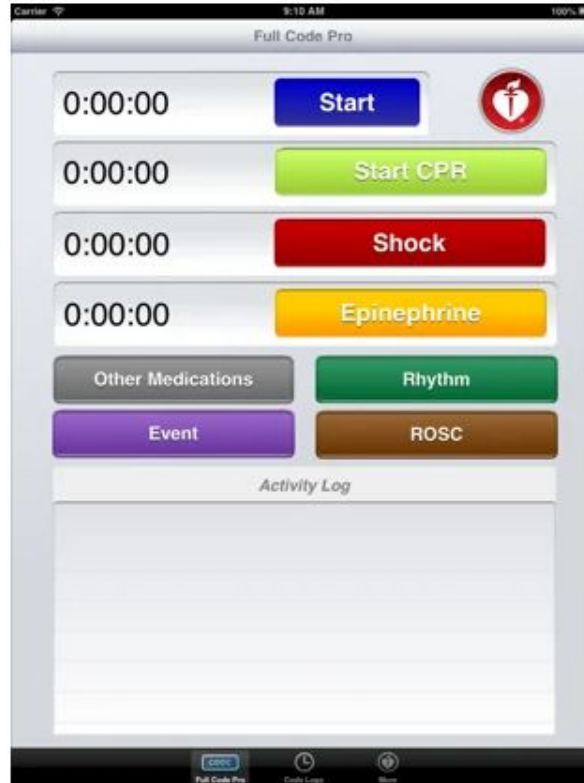 Carrier 9:10 AM 100%
Full Code Pro
0:00:00 Start
0:00:00 Start CPR
0:00:00 Shock
0:00:00 Epinephrine
Other Medications Rhythm
Event ROSC
Activity Log
CODE
Full Code Pro Code Logs More